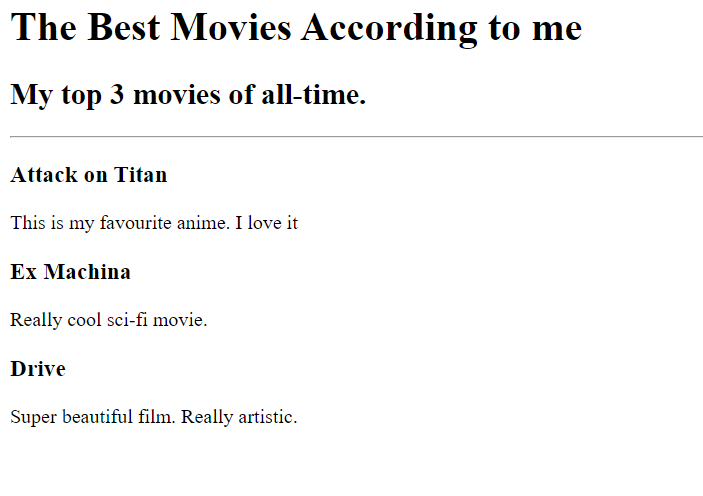 The Best Movies According to me
My top 3 movies of all-time.
Attack on Titan
This is my favourite anime. I love it
Ex Machina
Really cool sci-fi movie.
Drive
Super beautiful film. Really artistic.